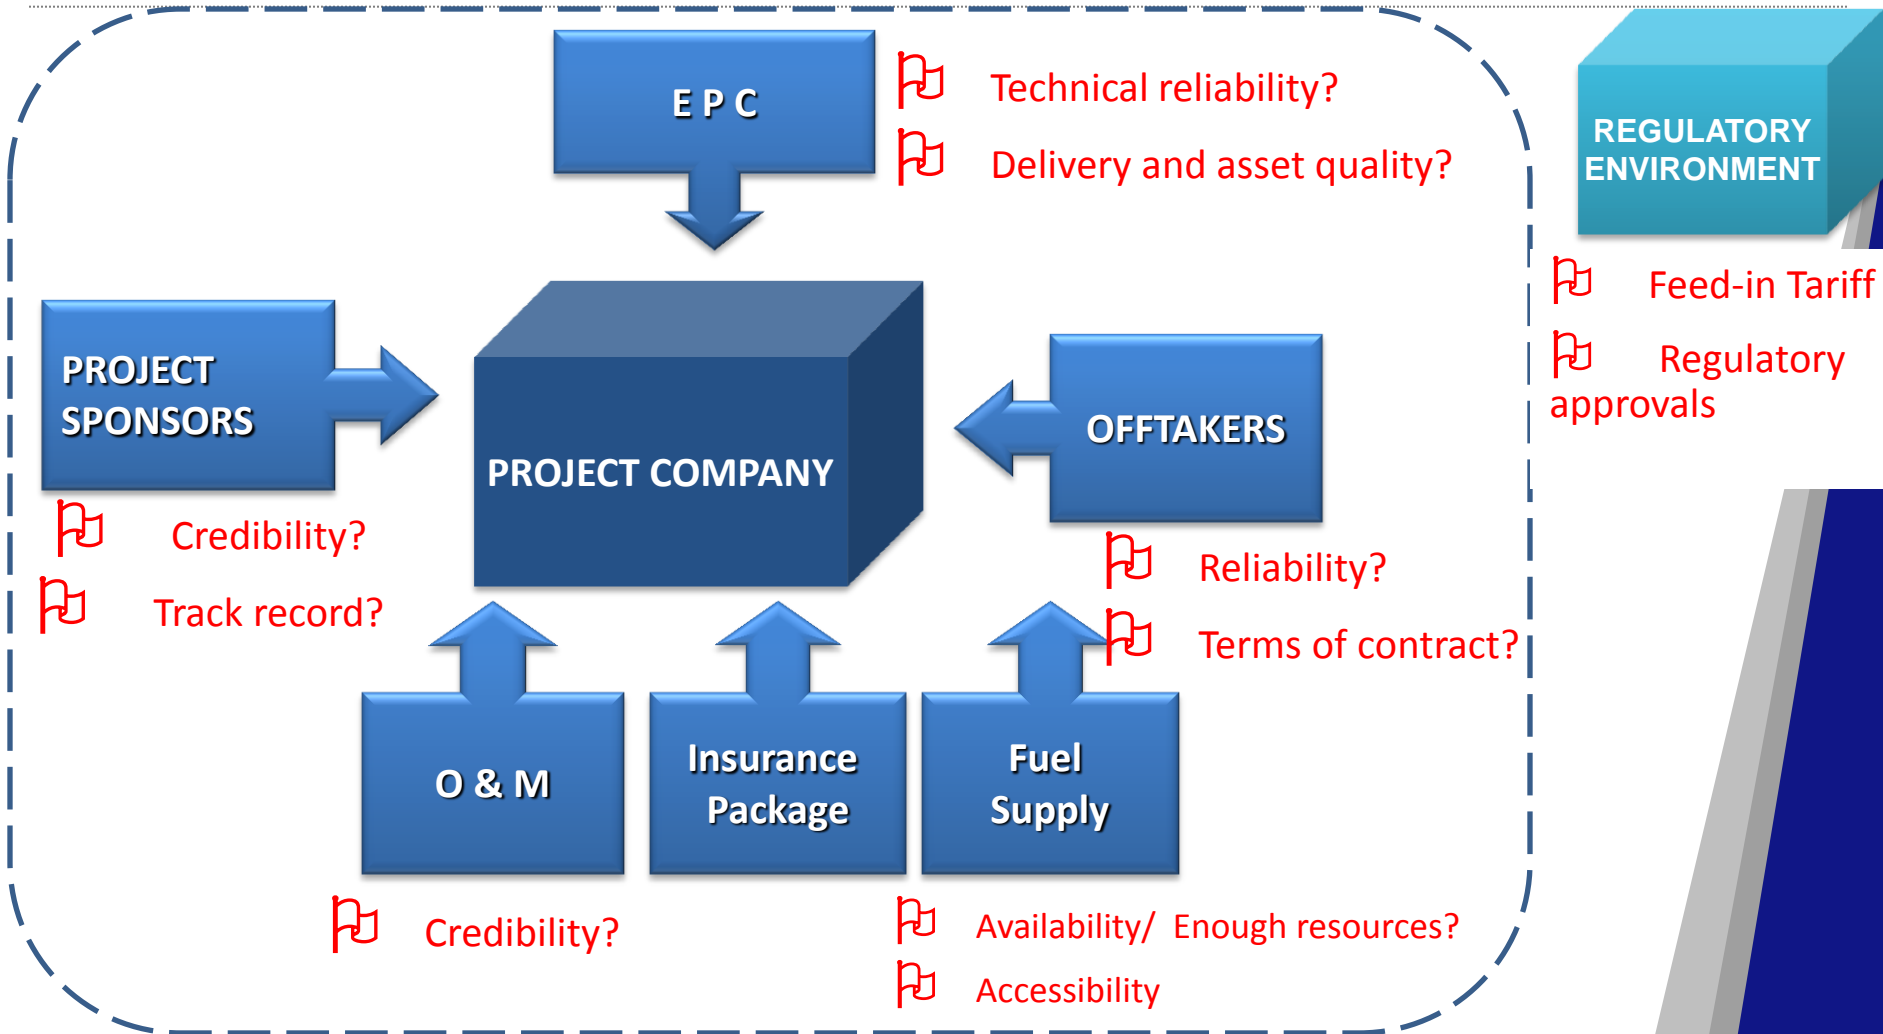 E P C
Technical reliability?
Delivery and asset quality?
REGULATORY
ENVIRONMENT
Feed-in Tariff
Regulatory
approvals
PROJECT
SPONSORS
PROJECT COMPANY
OFFTAKERS
Credibility?
Track record?
Reliability?
Terms of contract?
O & M
Insurance
Package
Fuel
Supply
Credibility?
Availability/ Enough resources?
Accessibility